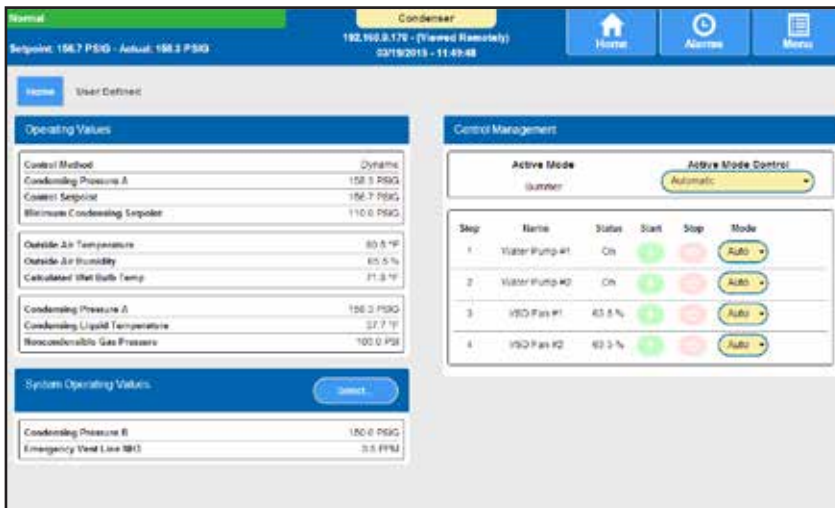 Normal
Setpoint: 156.7 PSIG - Actual: 158.3 PSIG
Condenser
192.168.0.170 - (Viewed Remotely)
03/19/2015 - 11:49:48
Home
Alarms
Menu
Home
User Defined
Operating Values
Control Method Dynamic
Condensing Pressure A 158.3 PSIG
Control Setpoint 156.7 PSIG
Minimum Condensing Setpoint 110.0 PSIG
Outside Air Temperature °F
Outside Air Humidity 65.5 %
Calculated Wet Bulb Temp °F
Condensing Pressure A 158.3 PSIG
Condensing Liquid Temperature °F
Noncondensible Gas Pressure 100.0 PSI
System Operating Values
Select...
Condensing Pressure B 150.0 PSIG
Emergency Vent Line NH3 PPM
Control Management
Active Mode
Active Mode Control
Summer
Automatic
Step Name Status Start Stop Mode
1 Water Pump #1 On Auto
2 Water Pump #2 On Auto
3 VSD Fan #1 Auto
4 VSD Fan #2 Auto